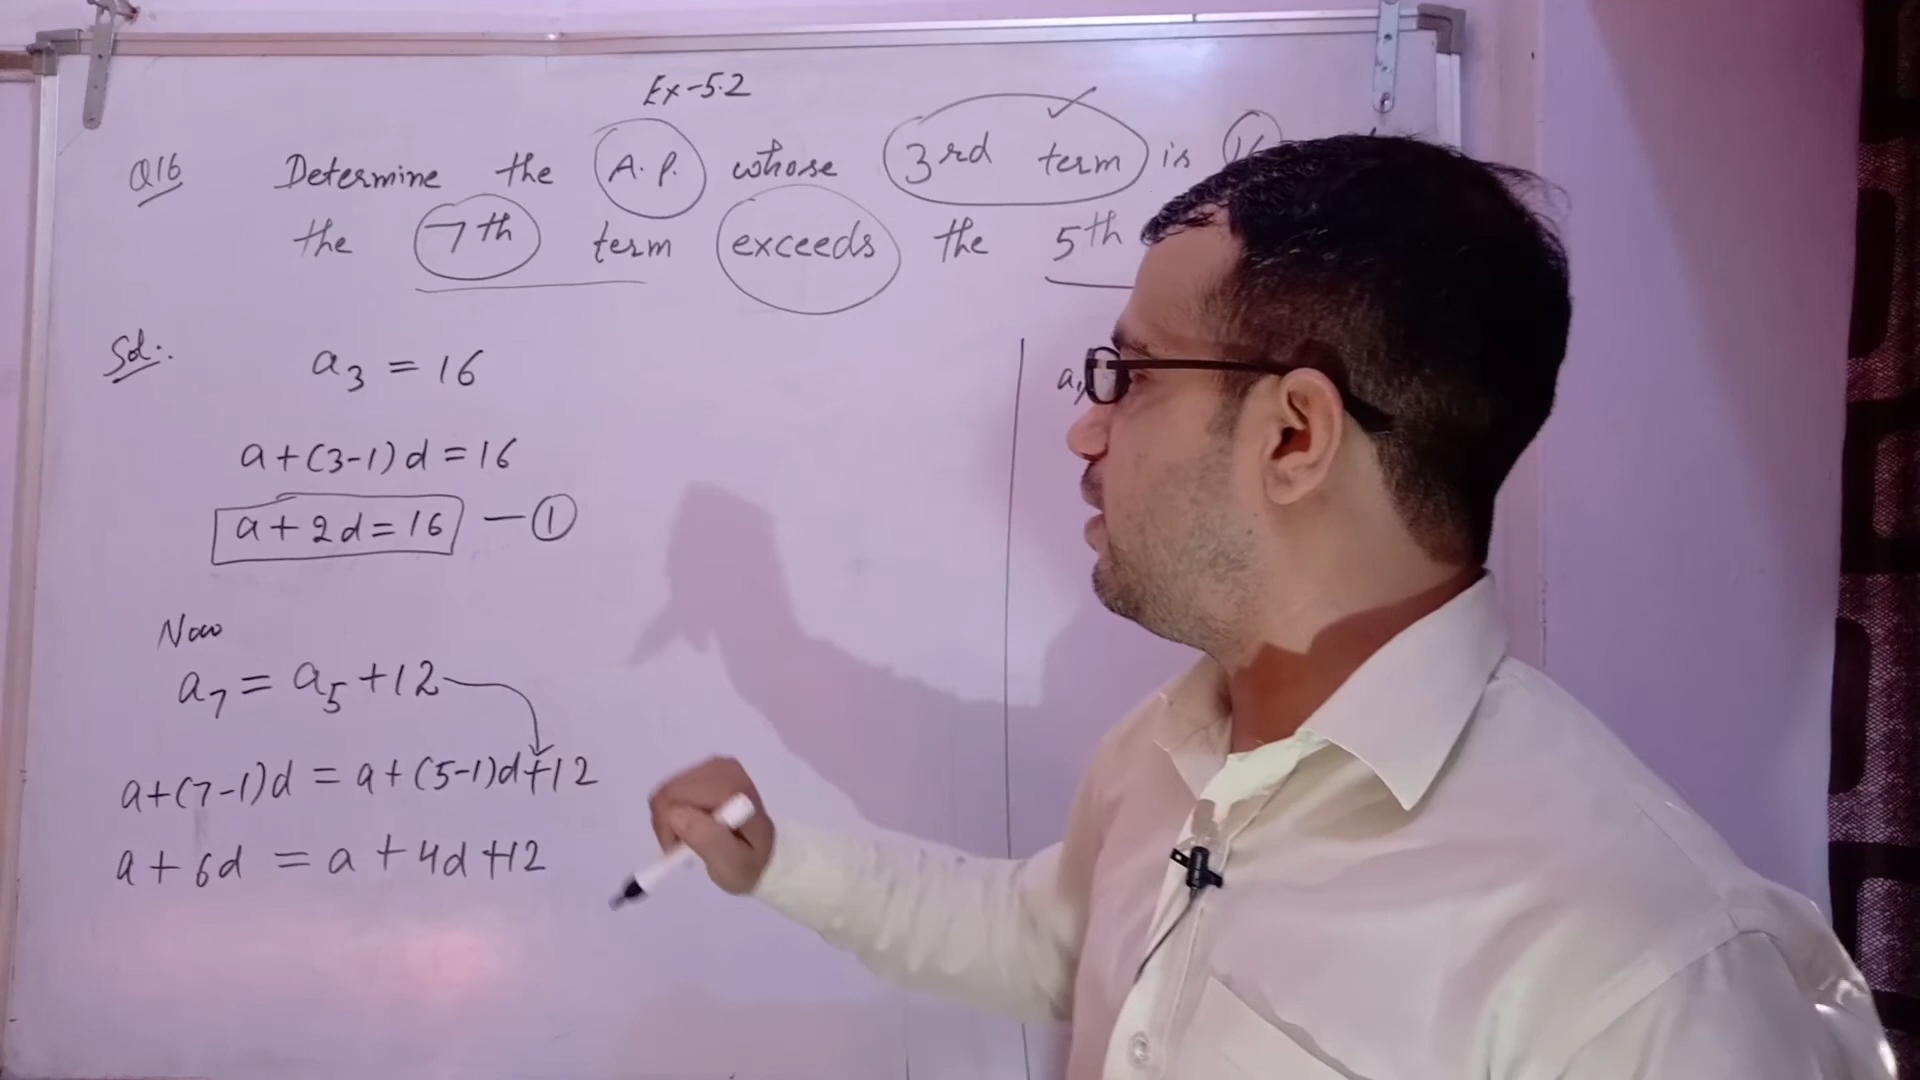 Ex-5.2
Q16 Determine the A.P. whose 3rd term is
the 7th term exceeds the 5th
Sol:.
a₃ = 16
a+(3-1)d=16
a+2d=16 — ①
Now
a₇ = a₅+12
a+(7-1)d = a+(5-1)d+12
a+6d = a+4d+12